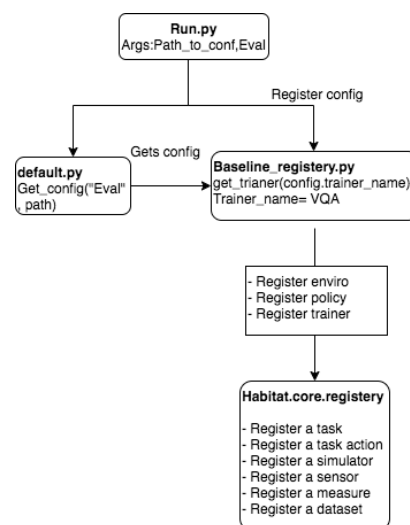 Run.py
Args:Path_to_conf,Eval
Register config
Gets config
default.py
Get_config("Eval"
, path)
Baseline_registery.py
get_trianer(config.trainer_name)
Trainer_name= VQA
- Register enviro
- Register policy
- Register trainer
Habitat.core.registery
- Register a task
- Register a task action
- Register a simulator
- Register a sensor
- Register a measure
- Register a dataset